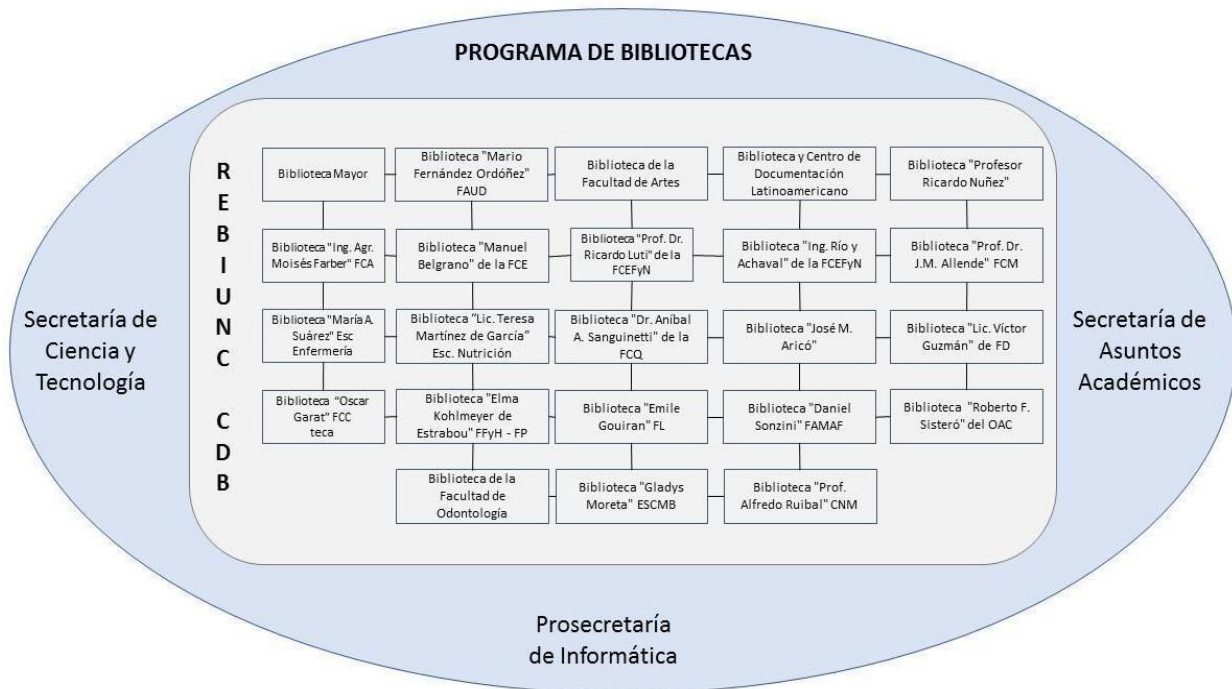 PROGRAMA DE BIBLIOTECAS
REBIUNC
CDB
Biblioteca Mayor
Biblioteca "Mario
Fernández Ordóñez"
FAUD
Biblioteca de la
Facultad de Artes
Biblioteca y Centro de
Documentación
Latinoamericano
Biblioteca "Profesor
Ricardo Nuñez"
Biblioteca "Ing. Agr.
Moisés Farber" FCA
Biblioteca "Manuel
Belgrano" de la FCE
Biblioteca "Prof. Dr.
Ricardo Luti" de la
FCEFyN
Biblioteca "Ing. Río y
Achaval" de la FCEFyN
Biblioteca "Prof. Dr.
J.M. Allende" FCM
Biblioteca "María A.
Suárez" Esc
Enfermería
Biblioteca “Lic. Teresa
Martínez de García”
Esc. Nutrición
Biblioteca "Dr. Aníbal
A. Sanguinetti" de la
FCQ
Biblioteca "José M.
Aricó"
Biblioteca "Lic. Víctor
Guzmán" de FD
Biblioteca “Oscar
Garat” FCC
teca
Biblioteca "Elma
Kohlmeyer de
Estrabou" FFyH - FP
Biblioteca "Emile
Gouiran" FL
Biblioteca "Daniel
Sonzini" FAMAF
Biblioteca "Roberto F.
Sisteró" del OAC
Biblioteca de la
Facultad de
Odontología
Biblioteca "Gladys
Moreta" ESCMB
Biblioteca "Prof.
Alfredo Ruibal" CNM
Secretaría de
Ciencia y
Tecnología
Secretaría de
Asuntos
Académicos
Prosecretaría
de Informática